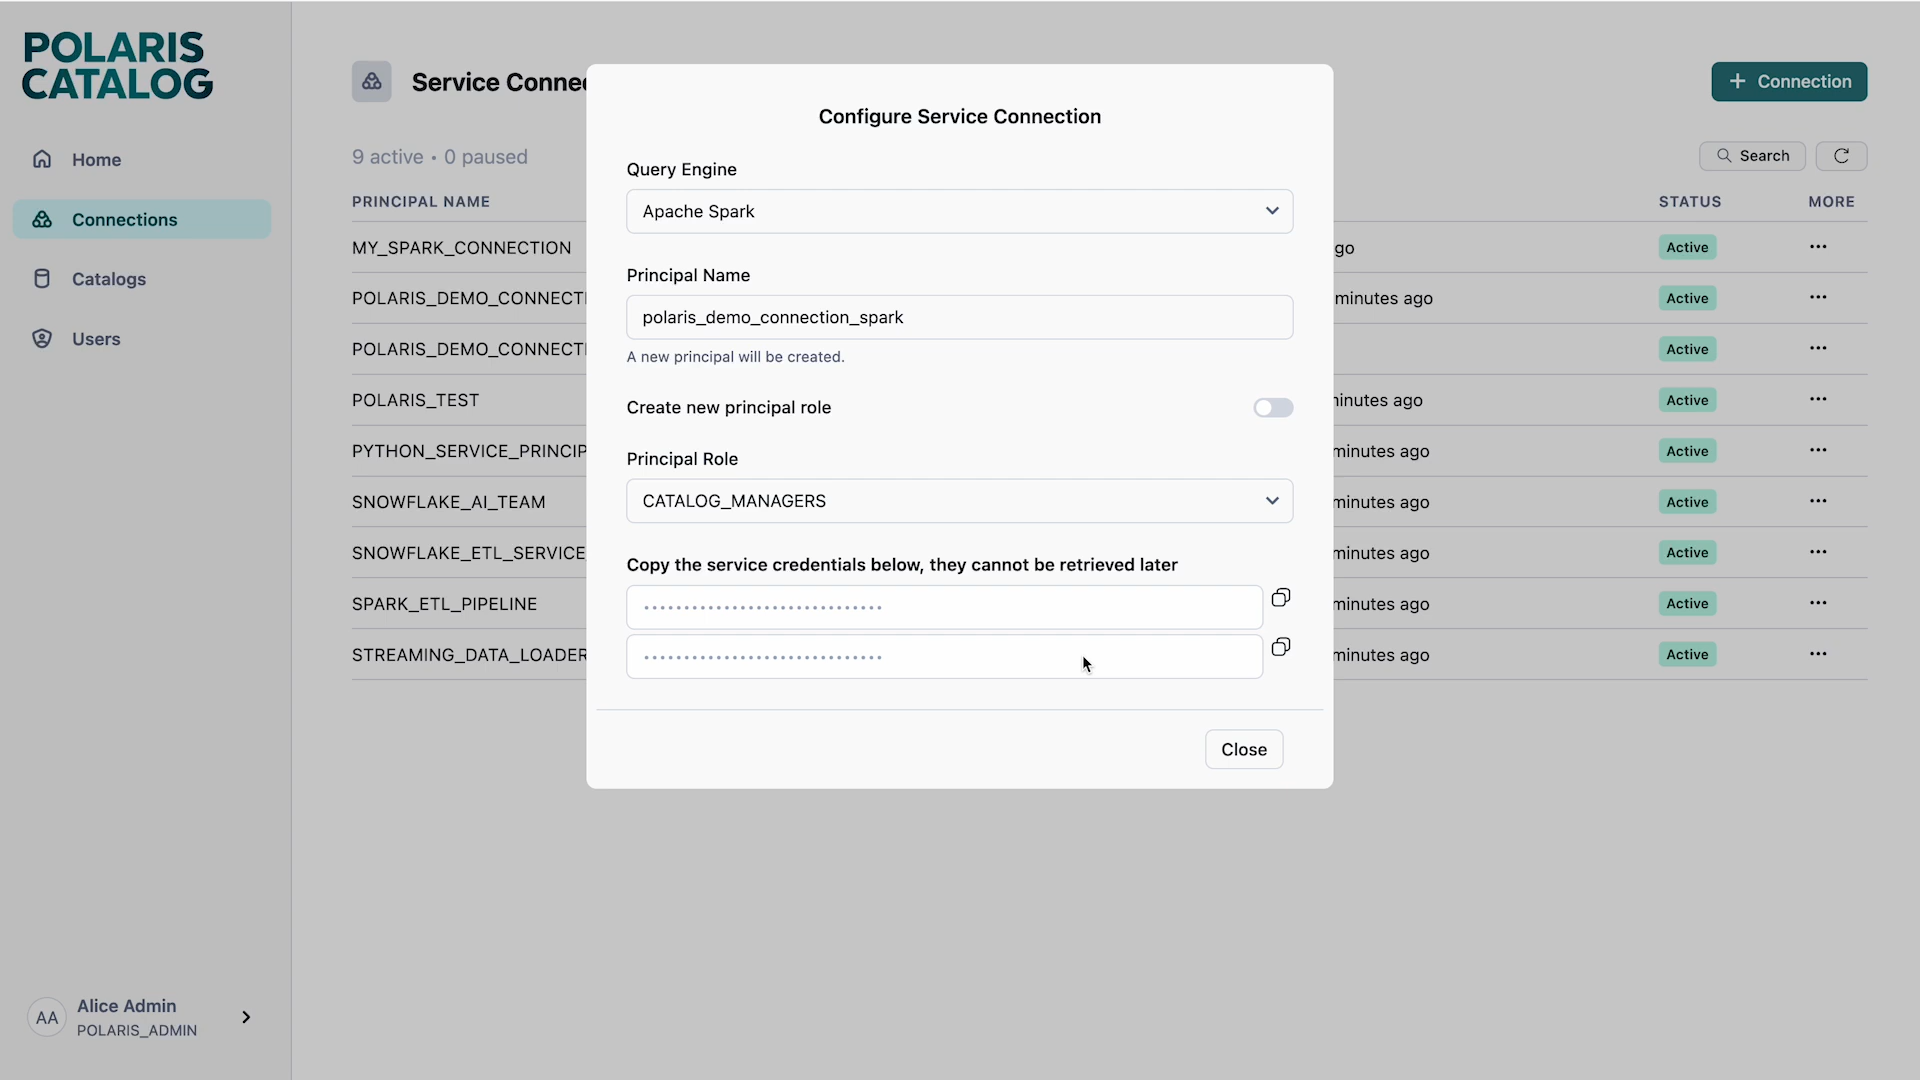 POLARIS
CATALOG
Home
Connections
Catalogs
Users
AA
Alice Admin
POLARIS_ADMIN
Service Conne
+ Connection
9 active • 0 paused
Search
PRINCIPAL NAME
STATUS
MORE
MY_SPARK_CONNECTION
go
Active
POLARIS_DEMO_CONNECTI
minutes ago
Active
POLARIS_DEMO_CONNECTI
Active
POLARIS_TEST
minutes ago
Active
PYTHON_SERVICE_PRINCIP
minutes ago
Active
SNOWFLAKE_AI_TEAM
minutes ago
Active
SNOWFLAKE_ETL_SERVICE
minutes ago
Active
SPARK_ETL_PIPELINE
minutes ago
Active
STREAMING_DATA_LOADER
minutes ago
Active
Configure Service Connection
Query Engine
Apache Spark
Principal Name
polaris_demo_connection_spark
A new principal will be created.
Create new principal role
Principal Role
CATALOG_MANAGERS
Copy the service credentials below, they cannot be retrieved later
Close